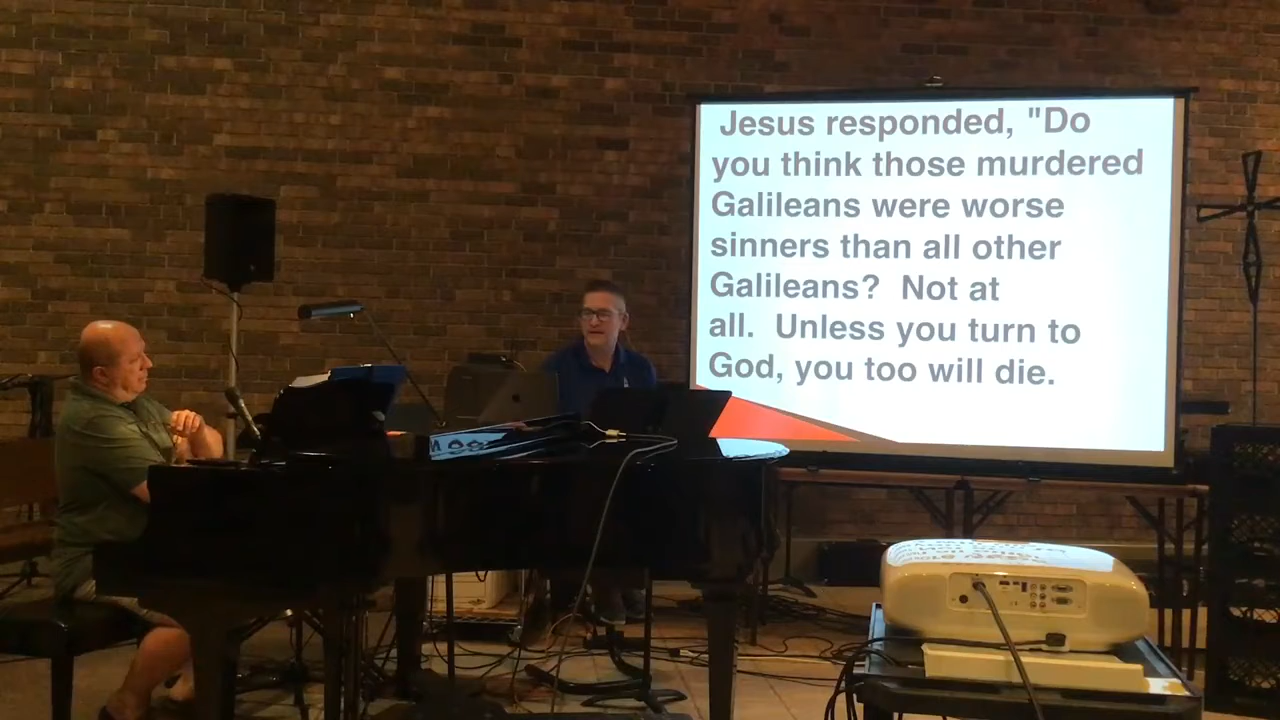 Jesus responded, "Do
you think those murdered
Galileans were worse
sinners than all other
Galileans?  Not at
all.  Unless you turn to
God, you too will die.